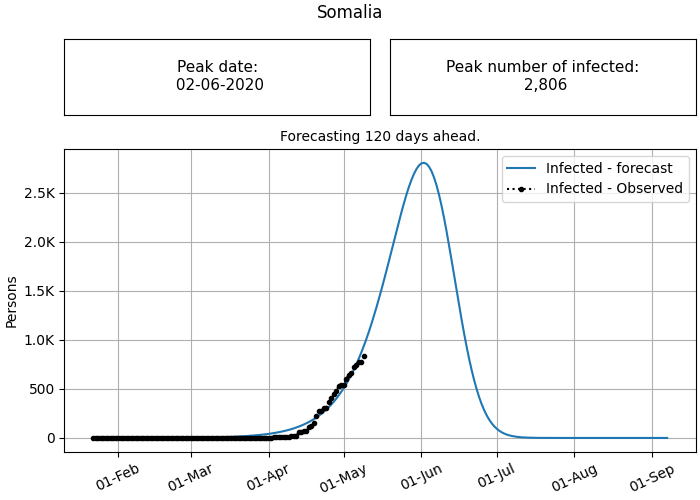 Somalia
Peak date:
02-06-2020
Peak number of infected:
2,806
Forecasting 120 days ahead.
Infected - forecast
Infected - Observed
2.5K
2.0K
1.5K
1.0K
500
0
Persons
01-Feb
01-Mar
01-Apr
01-May
01-Jun
01-Jul
01-Aug
01-Sep